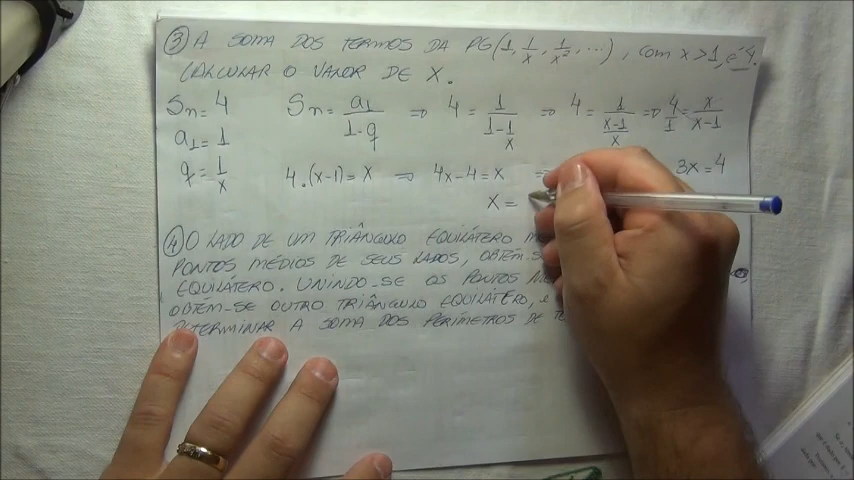 ③ A SOMA DOS TERMOS DA PG(1, 1/x, 1/x², ...), COM x>1, é 4.
CALCULAR O VALOR DE X.
Sn = 4   Sn = a1/(1-q) ⇒ 4 = 1/(1-1/x) ⇒ 4 = 1/((x-1)/x) ⇒ 4/1 = x/(x-1)
a1 = 1
q = 1/x   4.(x-1) = x ⇒ 4x-4 = x ⇒ 3x = 4
x =
④ O LADO DE UM TRIÂNGULO EQUILÁTERO
PONTOS MÉDIOS DE SEUS LADOS, OBTÉM-S
EQUILÁTERO. UNINDO-SE OS PONTOS
OBTÉM-SE OUTRO TRIÂNGULO EQUILÁTERO, E
DETERMINAR A SOMA DOS PERÍMETROS DE